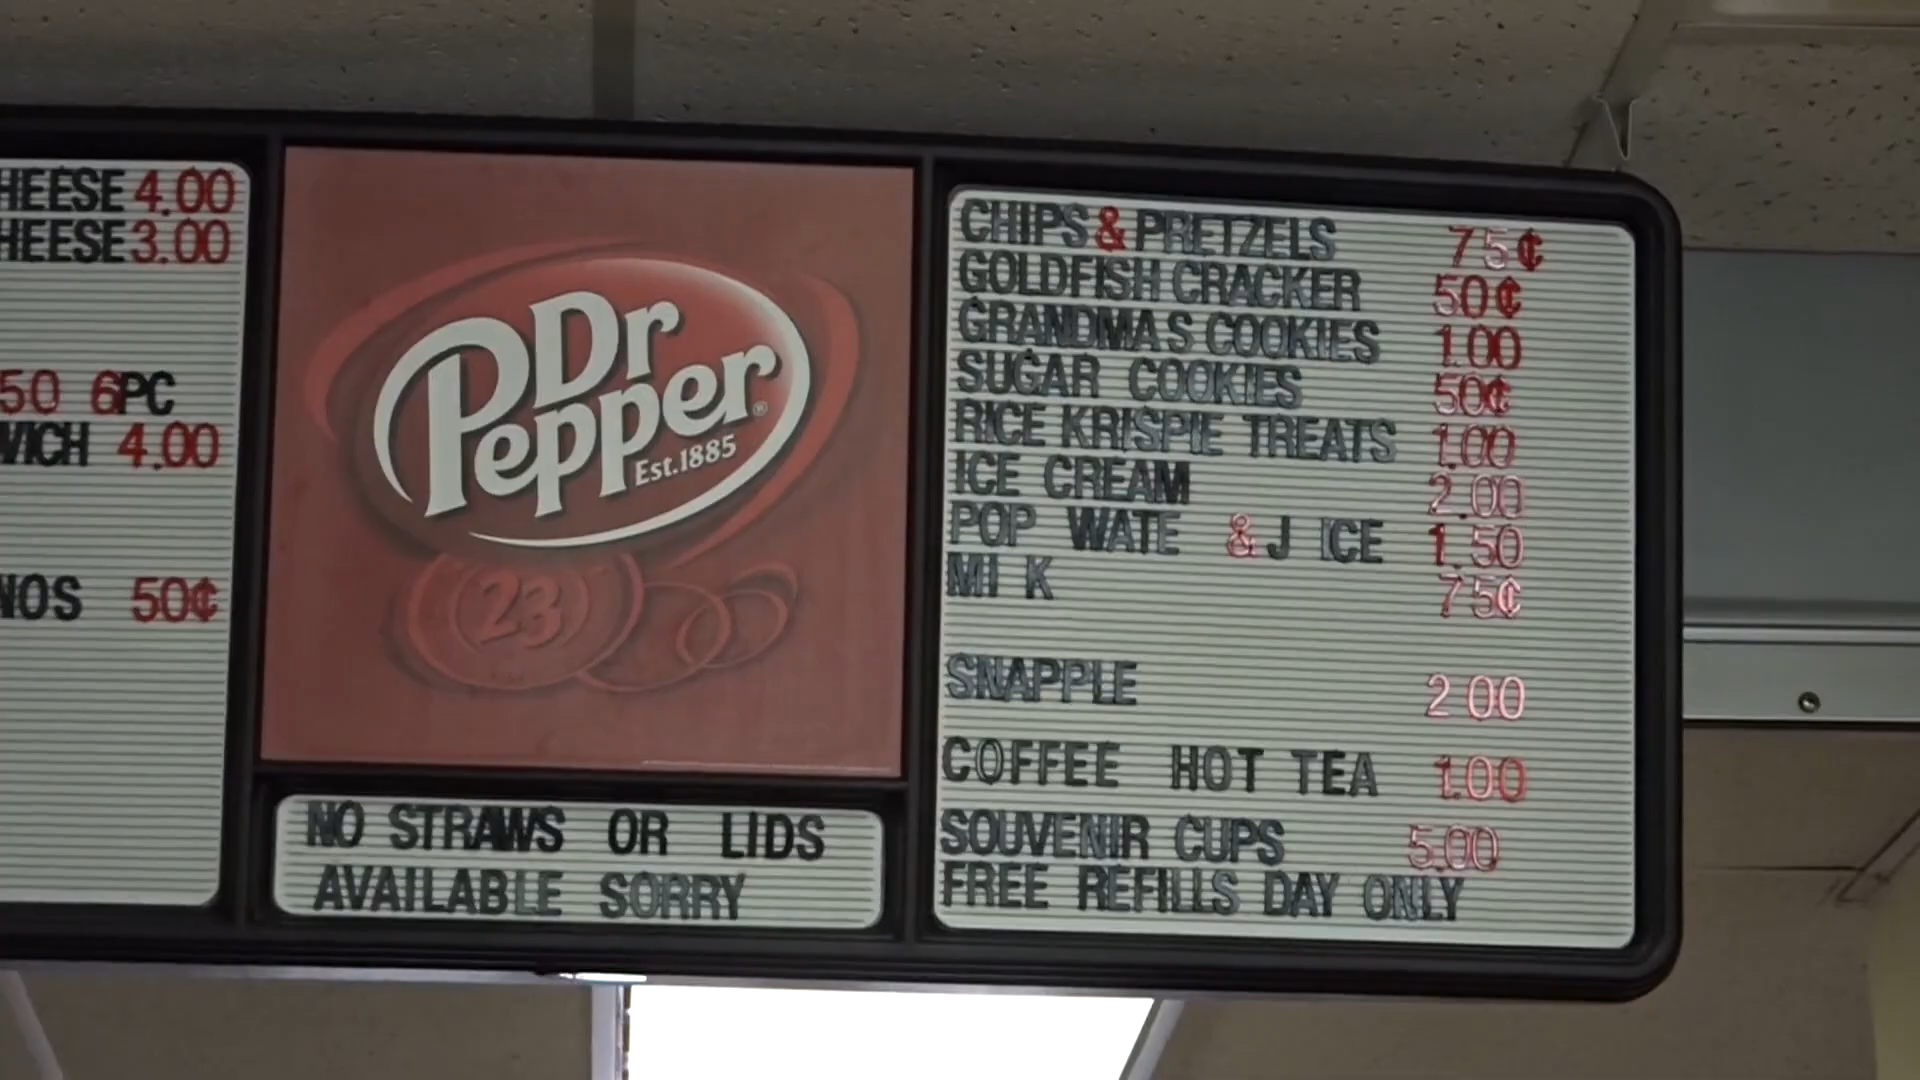 HEESE 4.00
HEESE 3.00
50 6PC
WICH 4.00
NOS 50¢
Dr
Pepper®
Est.1885
23
NO STRAWS OR LIDS
AVAILABLE SORRY
CHIPS & PRETZELS 75¢
GOLDFISH CRACKER 50¢
GRANDMAS COOKIES 1.00
SUGAR COOKIES 50¢
RICE KRISPIE TREATS 1.00
ICE CREAM 2.00
POP WATE & J ICE 1.50
MI K 75¢
SNAPPLE 2 00
COFFEE HOT TEA 1.00
SOUVENIR CUPS 5.00
FREE REFILLS DAY ONLY